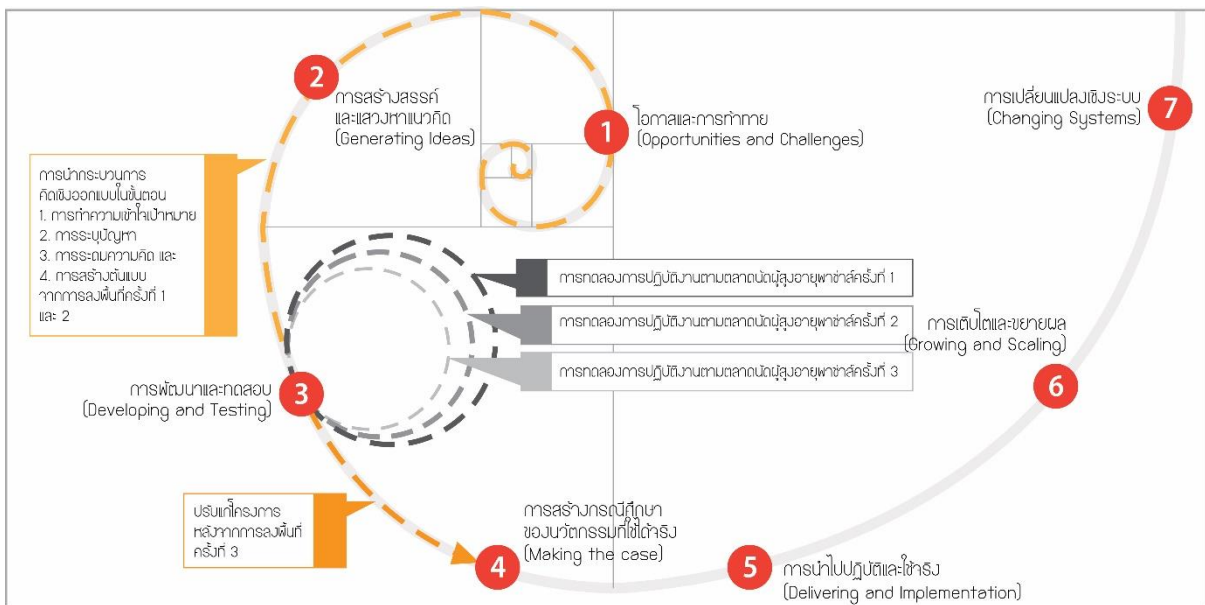 1
โอกาสและการท้าทาย
(Opportunities and Challenges)
2
การสร้างสรรค์
และแสวงหาแนวคิด
(Generating Ideas)
การนำกระบวนการ
คิดเชิงออกแบบในขั้นตอน
1. การทำความเข้าใจเป้าหมาย
2. การระบุปัญหา
3. การระดมความคิด และ
4. การสร้างต้นแบบ
จากการลงพื้นที่ครั้งที่ 1
และ 2
การทดลองการปฏิบัติงานตามตลาดนัดผู้สูงอายุพาซ่าส์ครั้งที่ 1
การทดลองการปฏิบัติงานตามตลาดนัดผู้สูงอายุพาซ่าส์ครั้งที่ 2
การทดลองการปฏิบัติงานตามตลาดนัดผู้สูงอายุพาซ่าส์ครั้งที่ 3
3
การพัฒนาและทดสอบ
(Developing and Testing)
ปรับแก้โครงการ
หลังจากการลงพื้นที่
ครั้งที่ 3
4
การสร้างกรณีศึกษา
ของนวัตกรรมที่ใช้ได้จริง
(Making the case)
5
การนำไปปฏิบัติและใช้จริง
(Delivering and Implementation)
6
การเติบโตและขยายผล
(Growing and Scaling)
7
การเปลี่ยนแปลงเชิงระบบ
(Changing Systems)